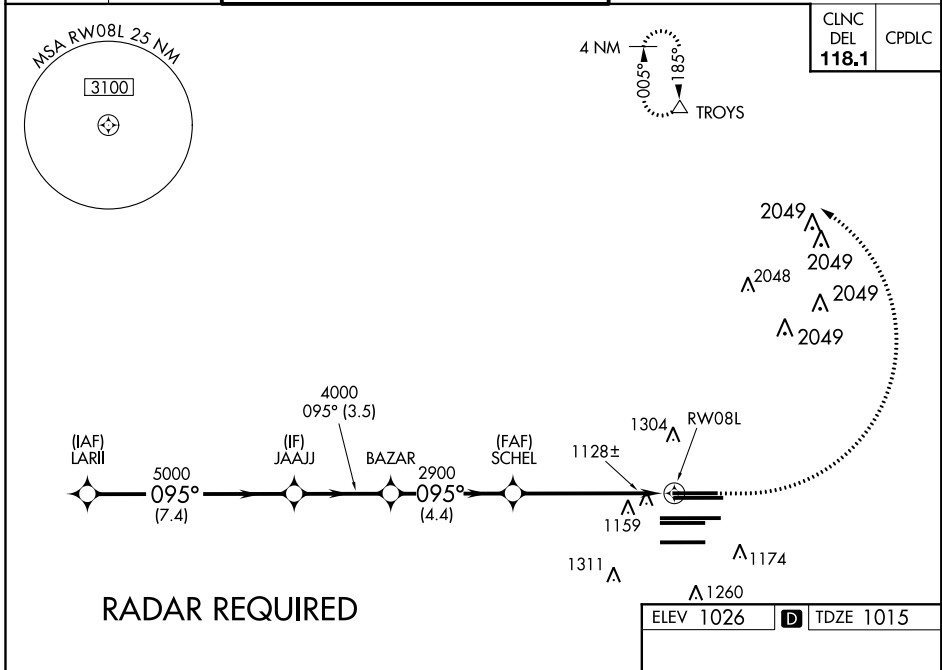 MSA RW08L 25 NM
3100
4 NM
005°
185°
TROYS
CLNC
DEL
118.1
CPDLC
2049
2049
2048
2049
2049
4000
095° (3.5)
(IAF)
LARII
5000
095°
(7.4)
(IF)
JAAJJ
BAZAR
2900
095°
(4.4)
(FAF)
SCHEL
1128±
1304
RW08L
1159
1311
1174
1260
RADAR REQUIRED
ELEV 1026
D
TDZE 1015